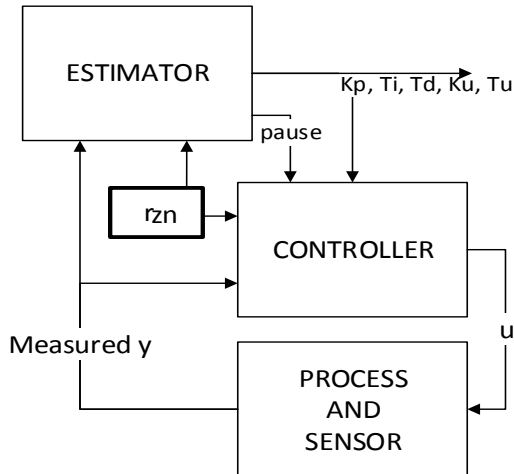 ESTIMATOR
Kp, Ti, Td, Ku, Tu
pause
rzn
CONTROLLER
Measured y
u
PROCESS
AND
SENSOR